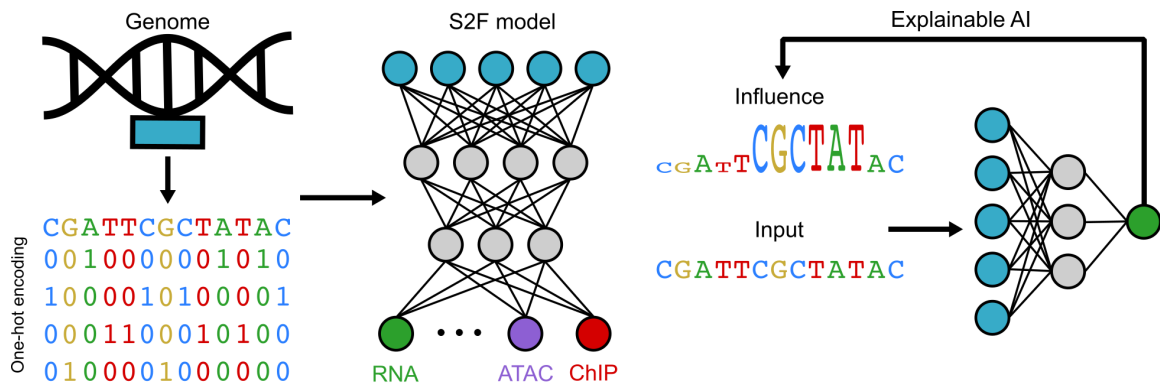 Genome
CGATTCGCTATAC
0010000001010
1000010100001
0001100010100
0100001000000
One-hot encoding
S2F model
RNA
ATAC
ChIP
Explainable AI
Influence
CGATTCGCTATAC
Input
CGATTCGCTATAC